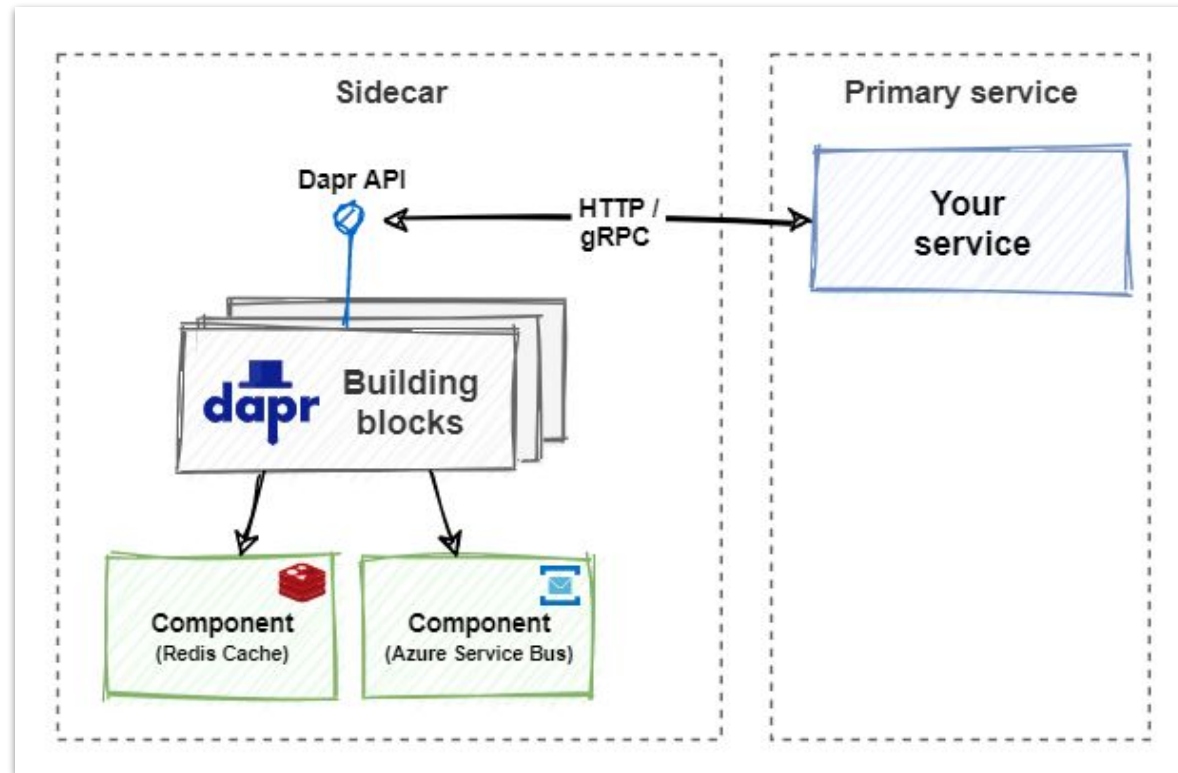 Sidecar
Primary service
Dapr API
HTTP /
gRPC
Your
service
dapr
Building
blocks
Component
(Redis Cache)
Component
(Azure Service Bus)